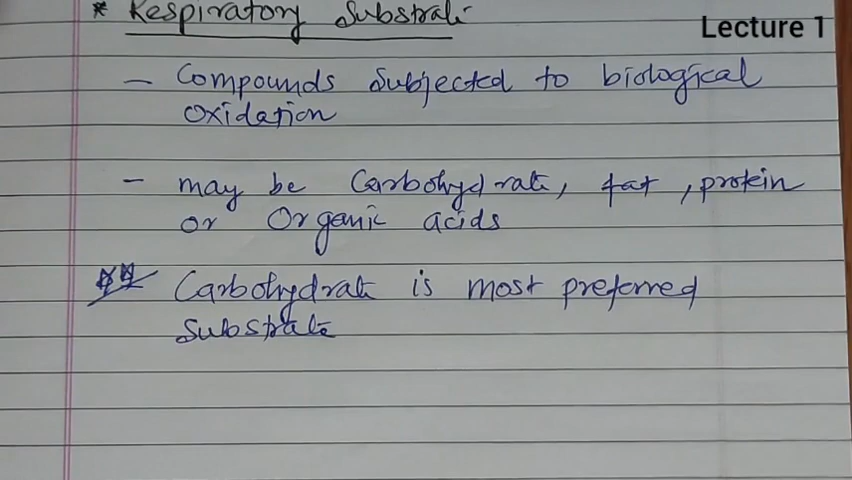 * Respiratory Substrate
Lecture 1
– Compounds subjected to biological
oxidation
– may be Carbohydrate, fat, protein
or Organic acids
** Carbohydrate is most preferred
substrate